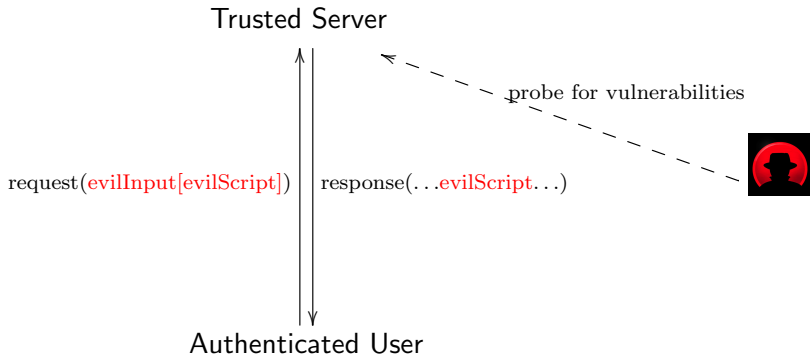 Trusted Server
probe for vulnerabilities
request(evilInput[evilScript])
response(...evilScript...)
Authenticated User